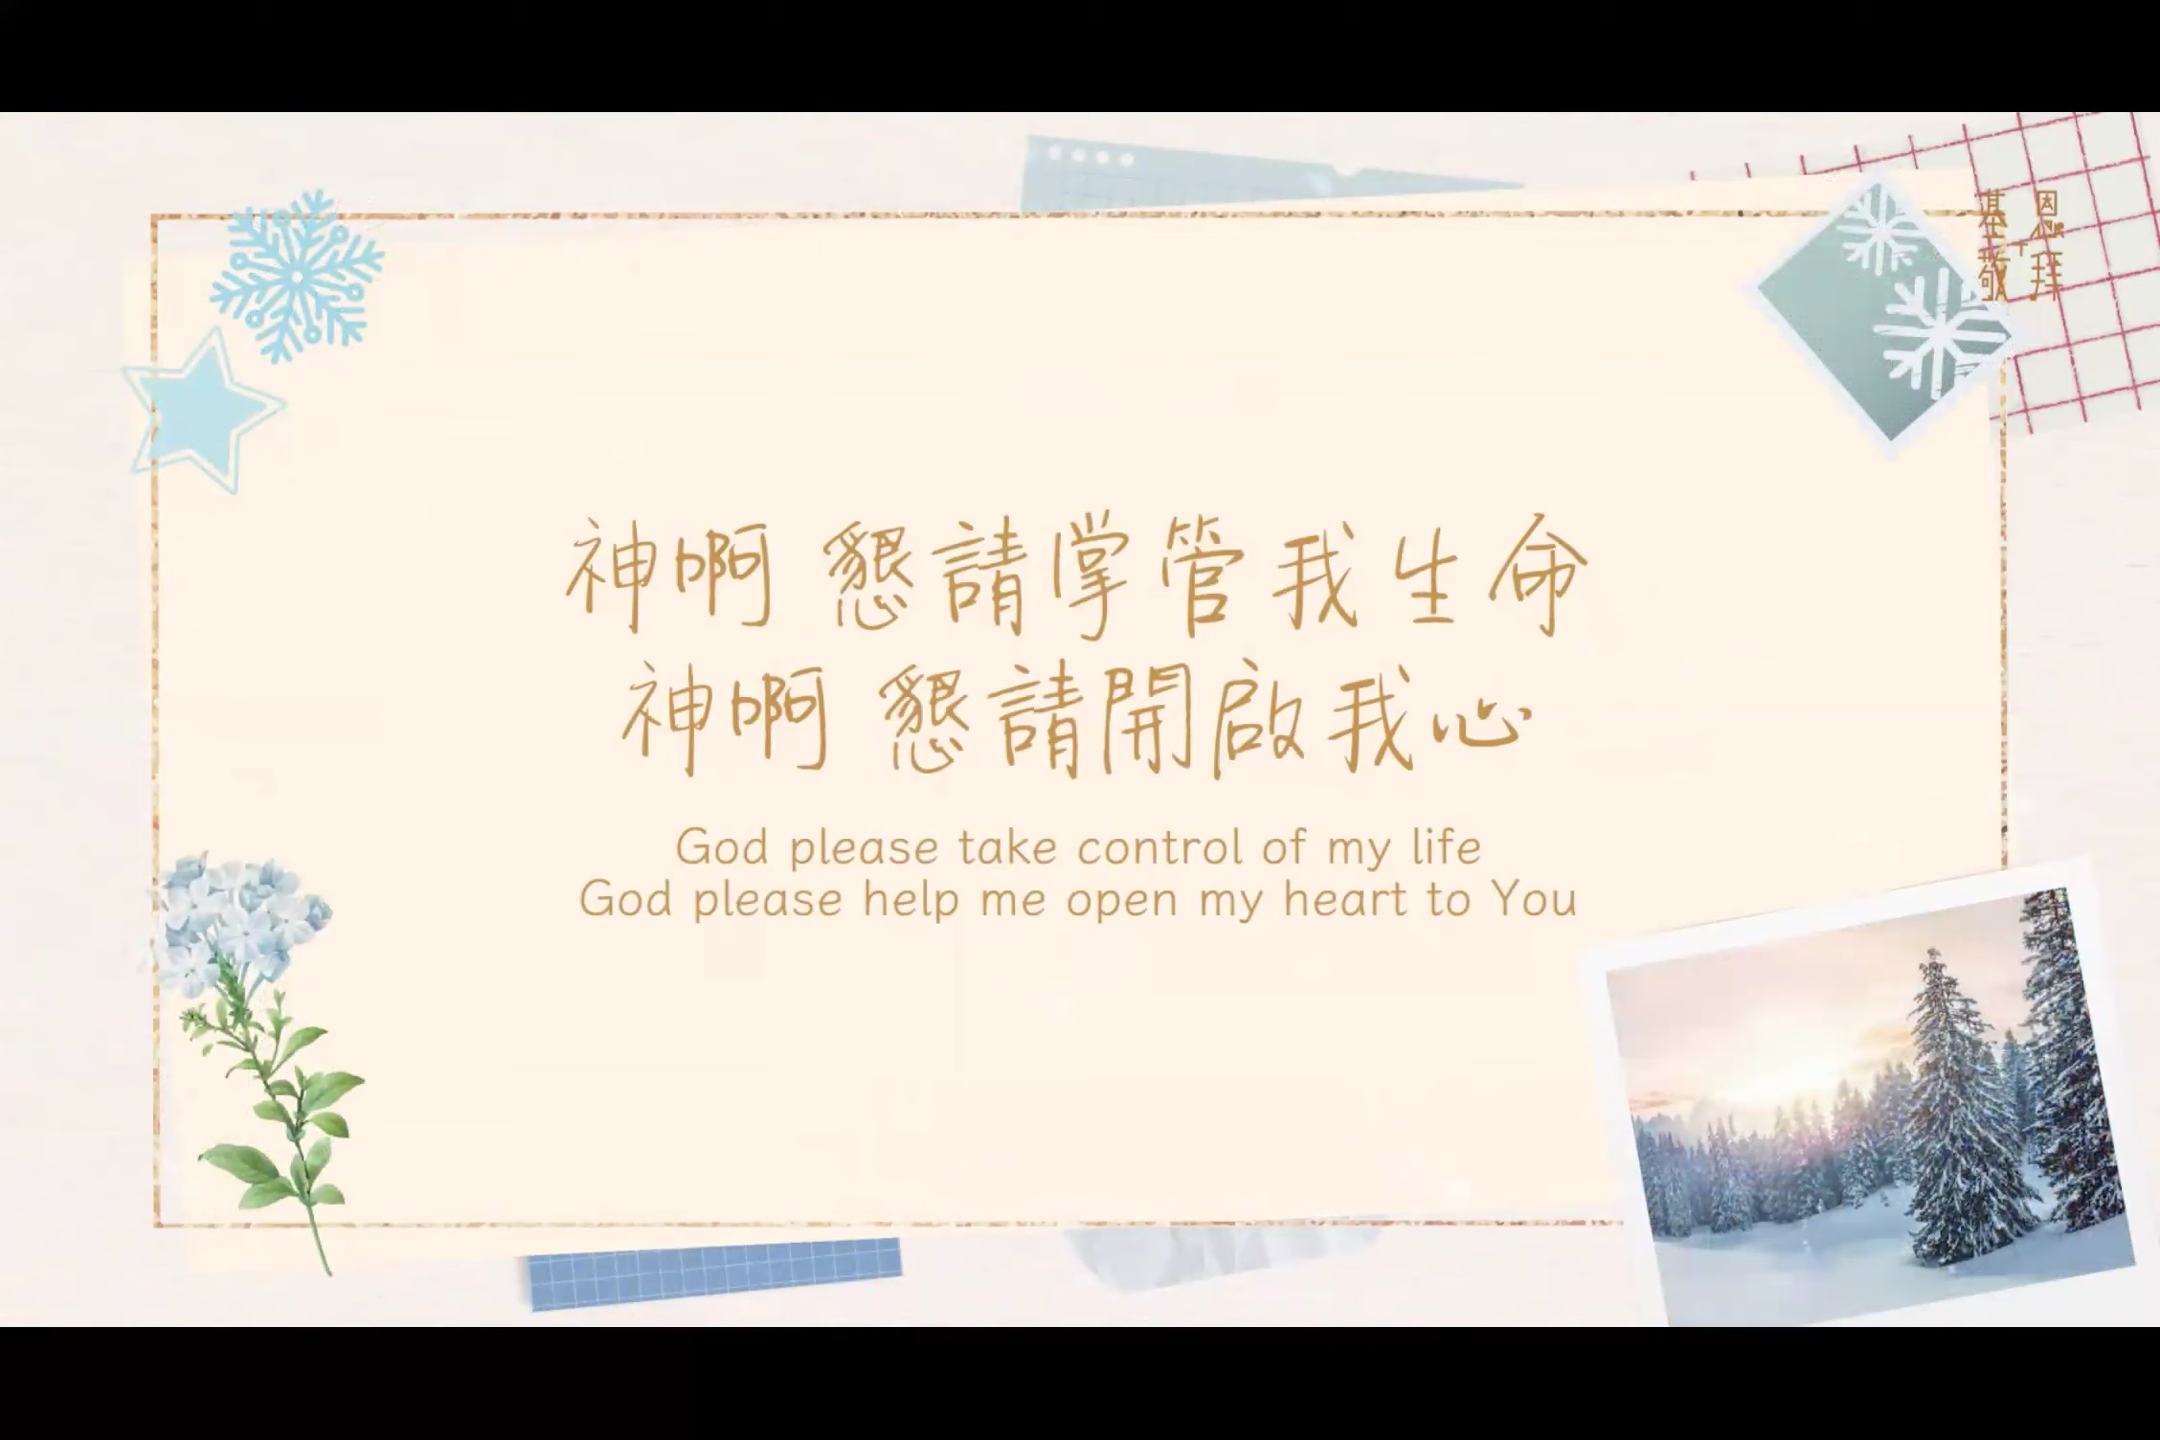 基恩
敬拜
神啊 懇請掌管我生命
神啊 懇請開啟我心
God please take control of my life
God please help me open my heart to You